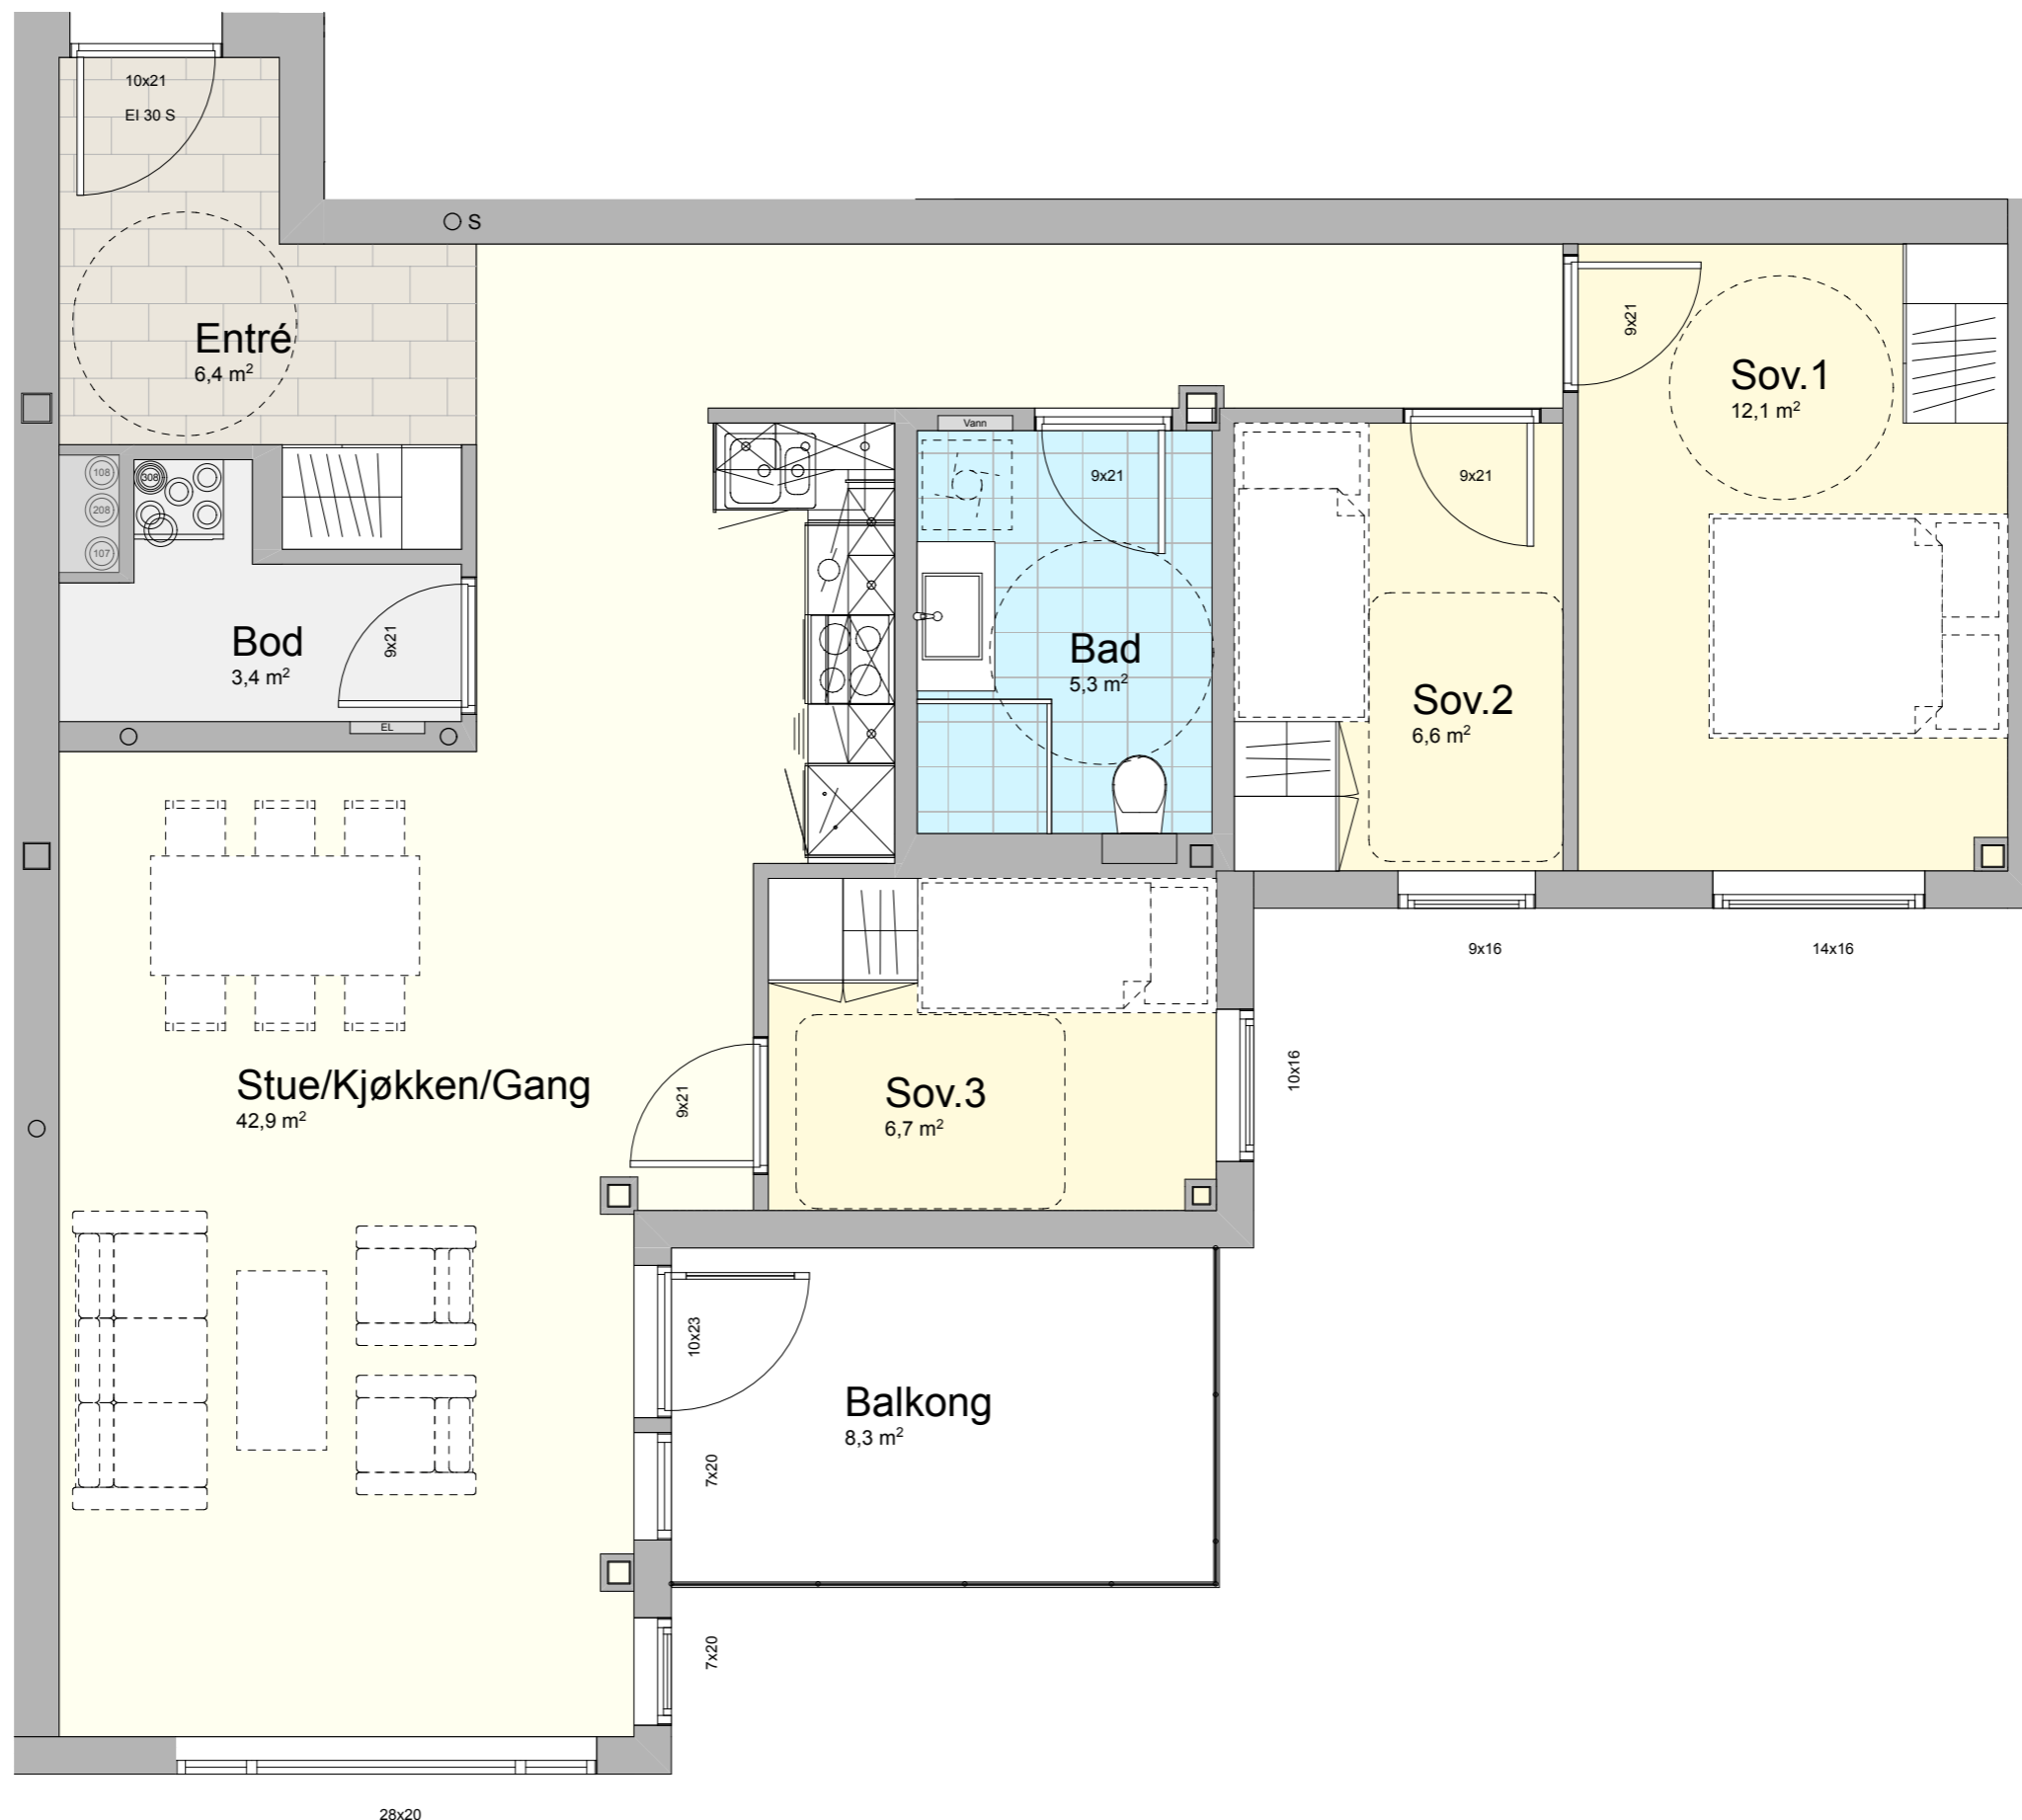 10x21
EI 30 S
S
Entré
6,4 m²
9x21
Sov.1
12,1 m²
Vann
9x21
9x21
108
308
208
107
Bod
3,4 m²
9x21
Bad
5,3 m²
Sov.2
6,6 m²
EL
9x16
14x16
Stue/Kjøkken/Gang
42,9 m²
9x21
Sov.3
6,7 m²
10x16
10x23
Balkong
8,3 m²
7x20
7x20
28x20